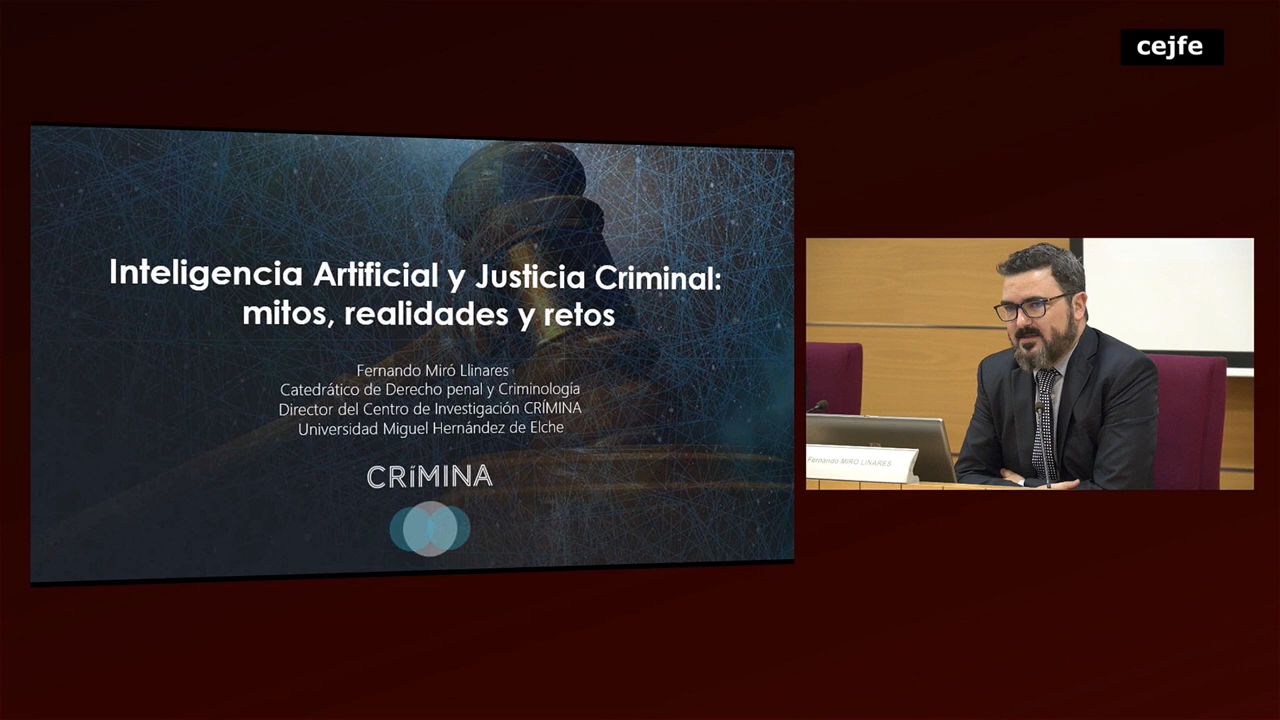 cejfe
Inteligencia Artificial y Justicia Criminal:
mitos, realidades y retos
Fernando Miró Llinares
Catedrático de Derecho penal y Criminología
Director del Centro de Investigación CRÍMINA
Universidad Miguel Hernández de Elche
CRíMINA
Fernando MIRÓ LINARES